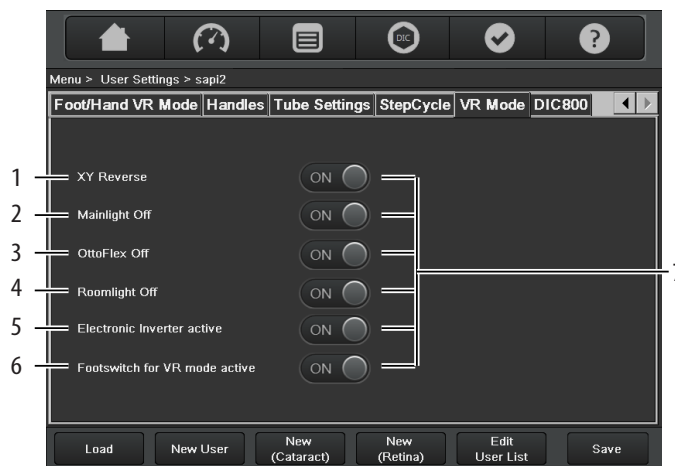 DIC
?
Menu > User Settings > sapi2
Foot/Hand VR Mode Handles Tube Settings StepCycle VR Mode DIC800
1 XY Reverse ON
2 Mainlight Off ON
3 OttoFlex Off ON
4 Roomlight Off ON
7
5 Electronic Inverter active ON
6 Footswitch for VR mode active ON
Load New User New (Cataract) New (Retina) Edit User List Save